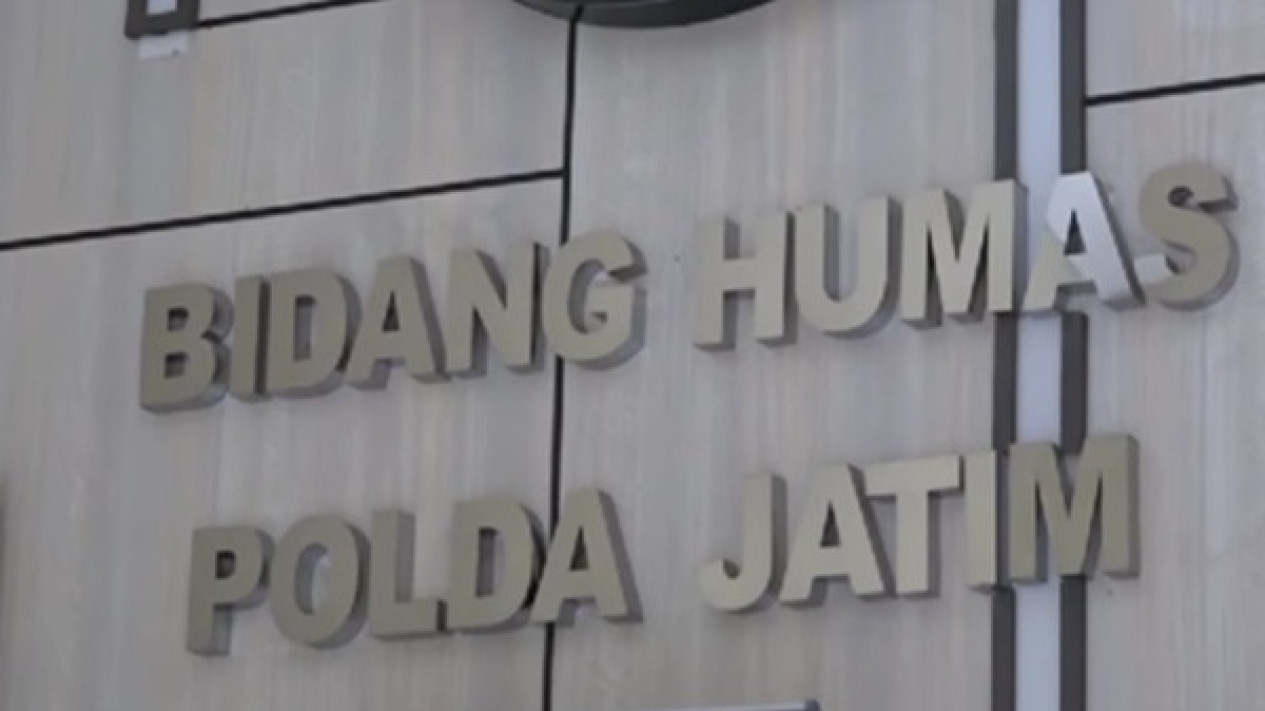 BIDANG HUMAS
POLDA JATIM